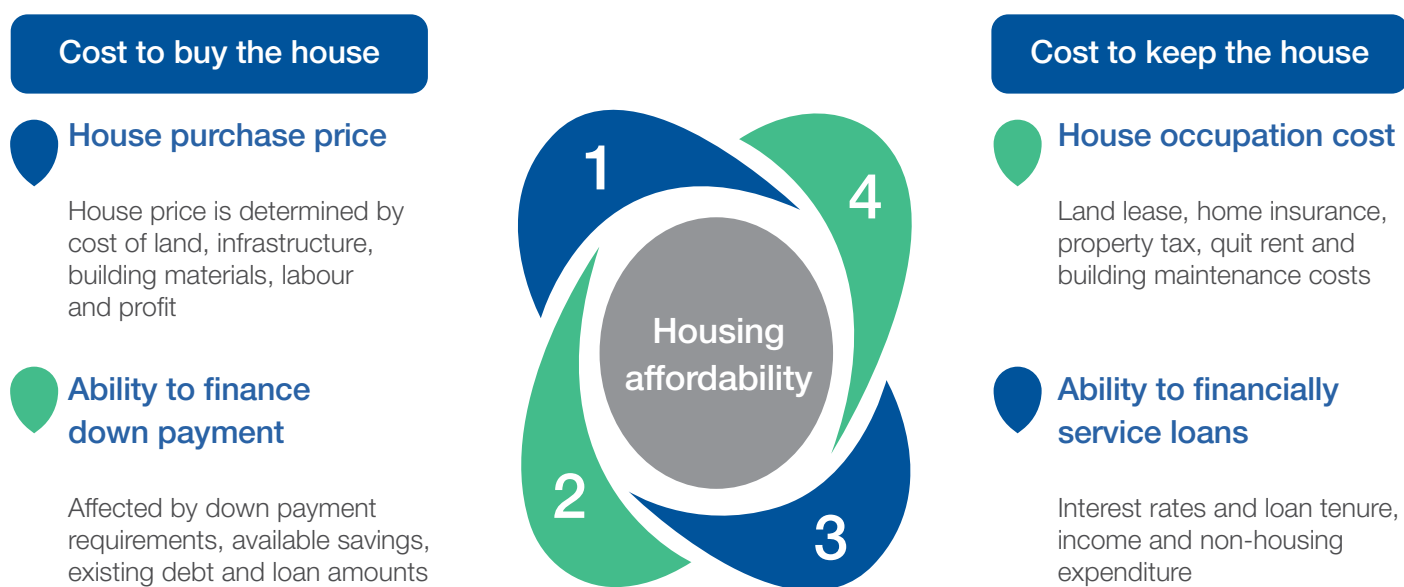 Cost to buy the house
House purchase price
House price is determined by
cost of land, infrastructure,
building materials, labour
and profit
Ability to finance
down payment
Affected by down payment
requirements, available savings,
existing debt and loan amounts
1
4
Housing
affordability
2
3
Cost to keep the house
House occupation cost
Land lease, home insurance,
property tax, quit rent and
building maintenance costs
Ability to financially
service loans
Interest rates and loan tenure,
income and non-housing
expenditure